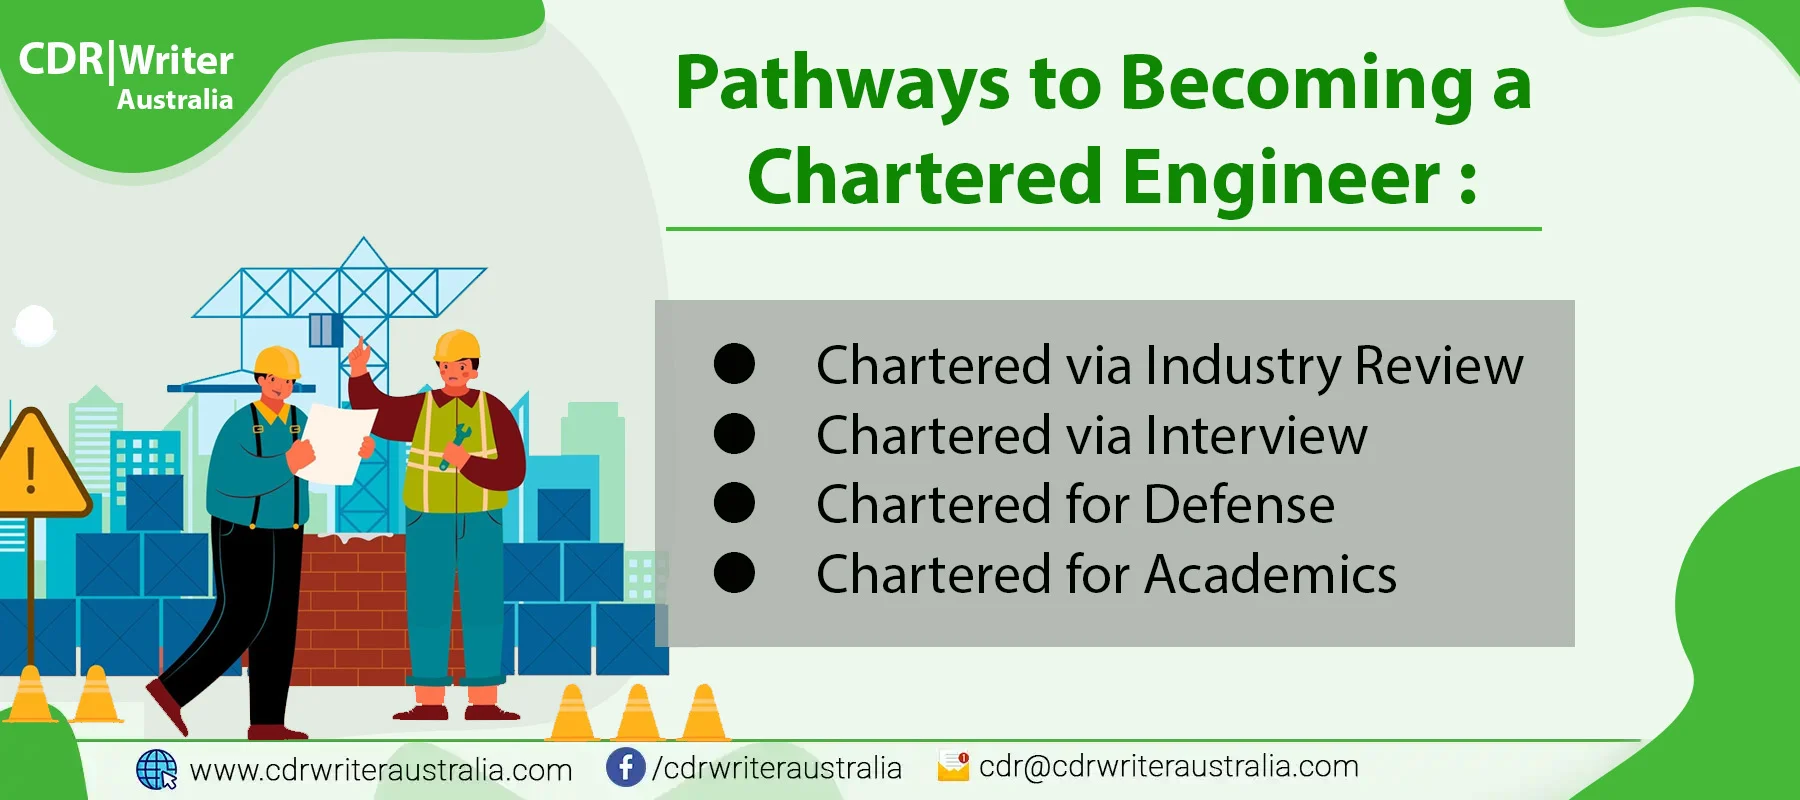 CDR|Writer
Australia
Pathways to Becoming a
Chartered Engineer :
● Chartered via Industry Review
● Chartered via Interview
● Chartered for Defense
● Chartered for Academics
!
www.cdrwriteraustralia.com
/cdrwriteraustralia
cdr@cdrwriteraustralia.com